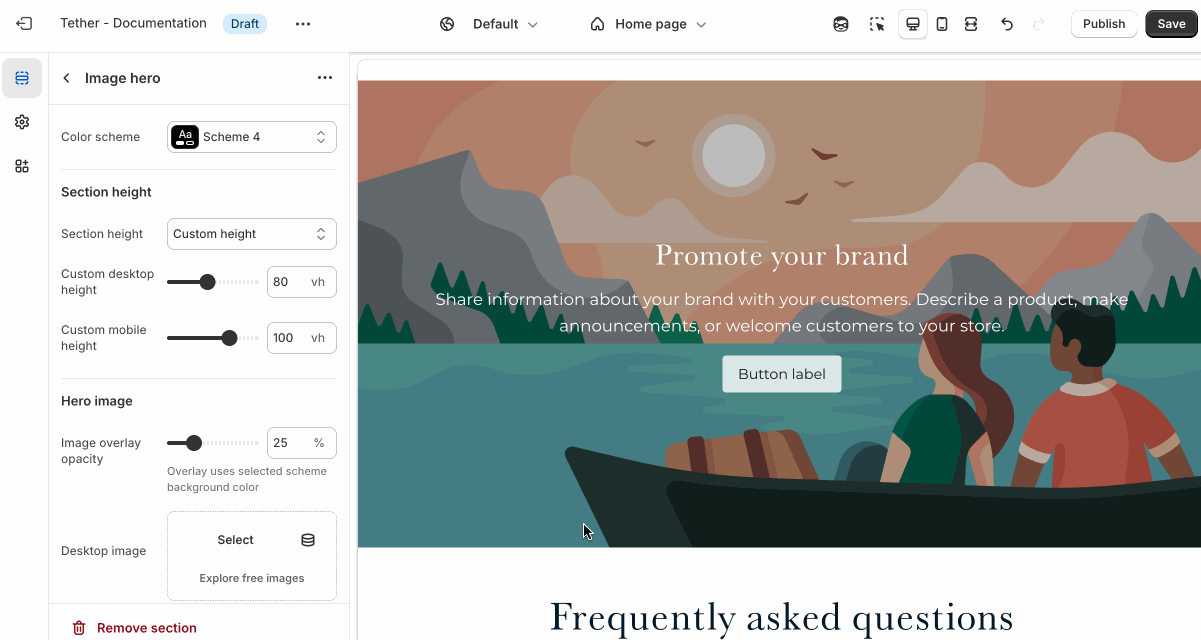 Tether - Documentation
Draft
Default
Home page
Publish
Save
Image hero
Color scheme
Aa
Scheme 4
Section height
Section height
Custom height
Custom desktop
height
80 vh
Custom mobile
height
100 vh
Hero image
Image overlay
opacity
25 %
Overlay uses selected scheme
background color
Desktop image
Select
Explore free images
Remove section
Promote your brand
Share information about your brand with your customers. Describe a product, make
announcements, or welcome customers to your store.
Button label
Frequently asked questions